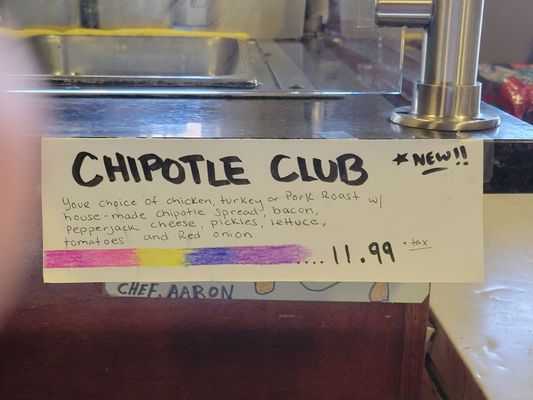 CHIPOTLE CLUB ★NEW!!
Your choice of chicken, turkey or Pork Roast w/
house-made chipotle spread, bacon,
Pepperjack cheese, pickles, lettuce,
tomatoes and Red onion
.... 11.99 + tax
CHEF, AARON